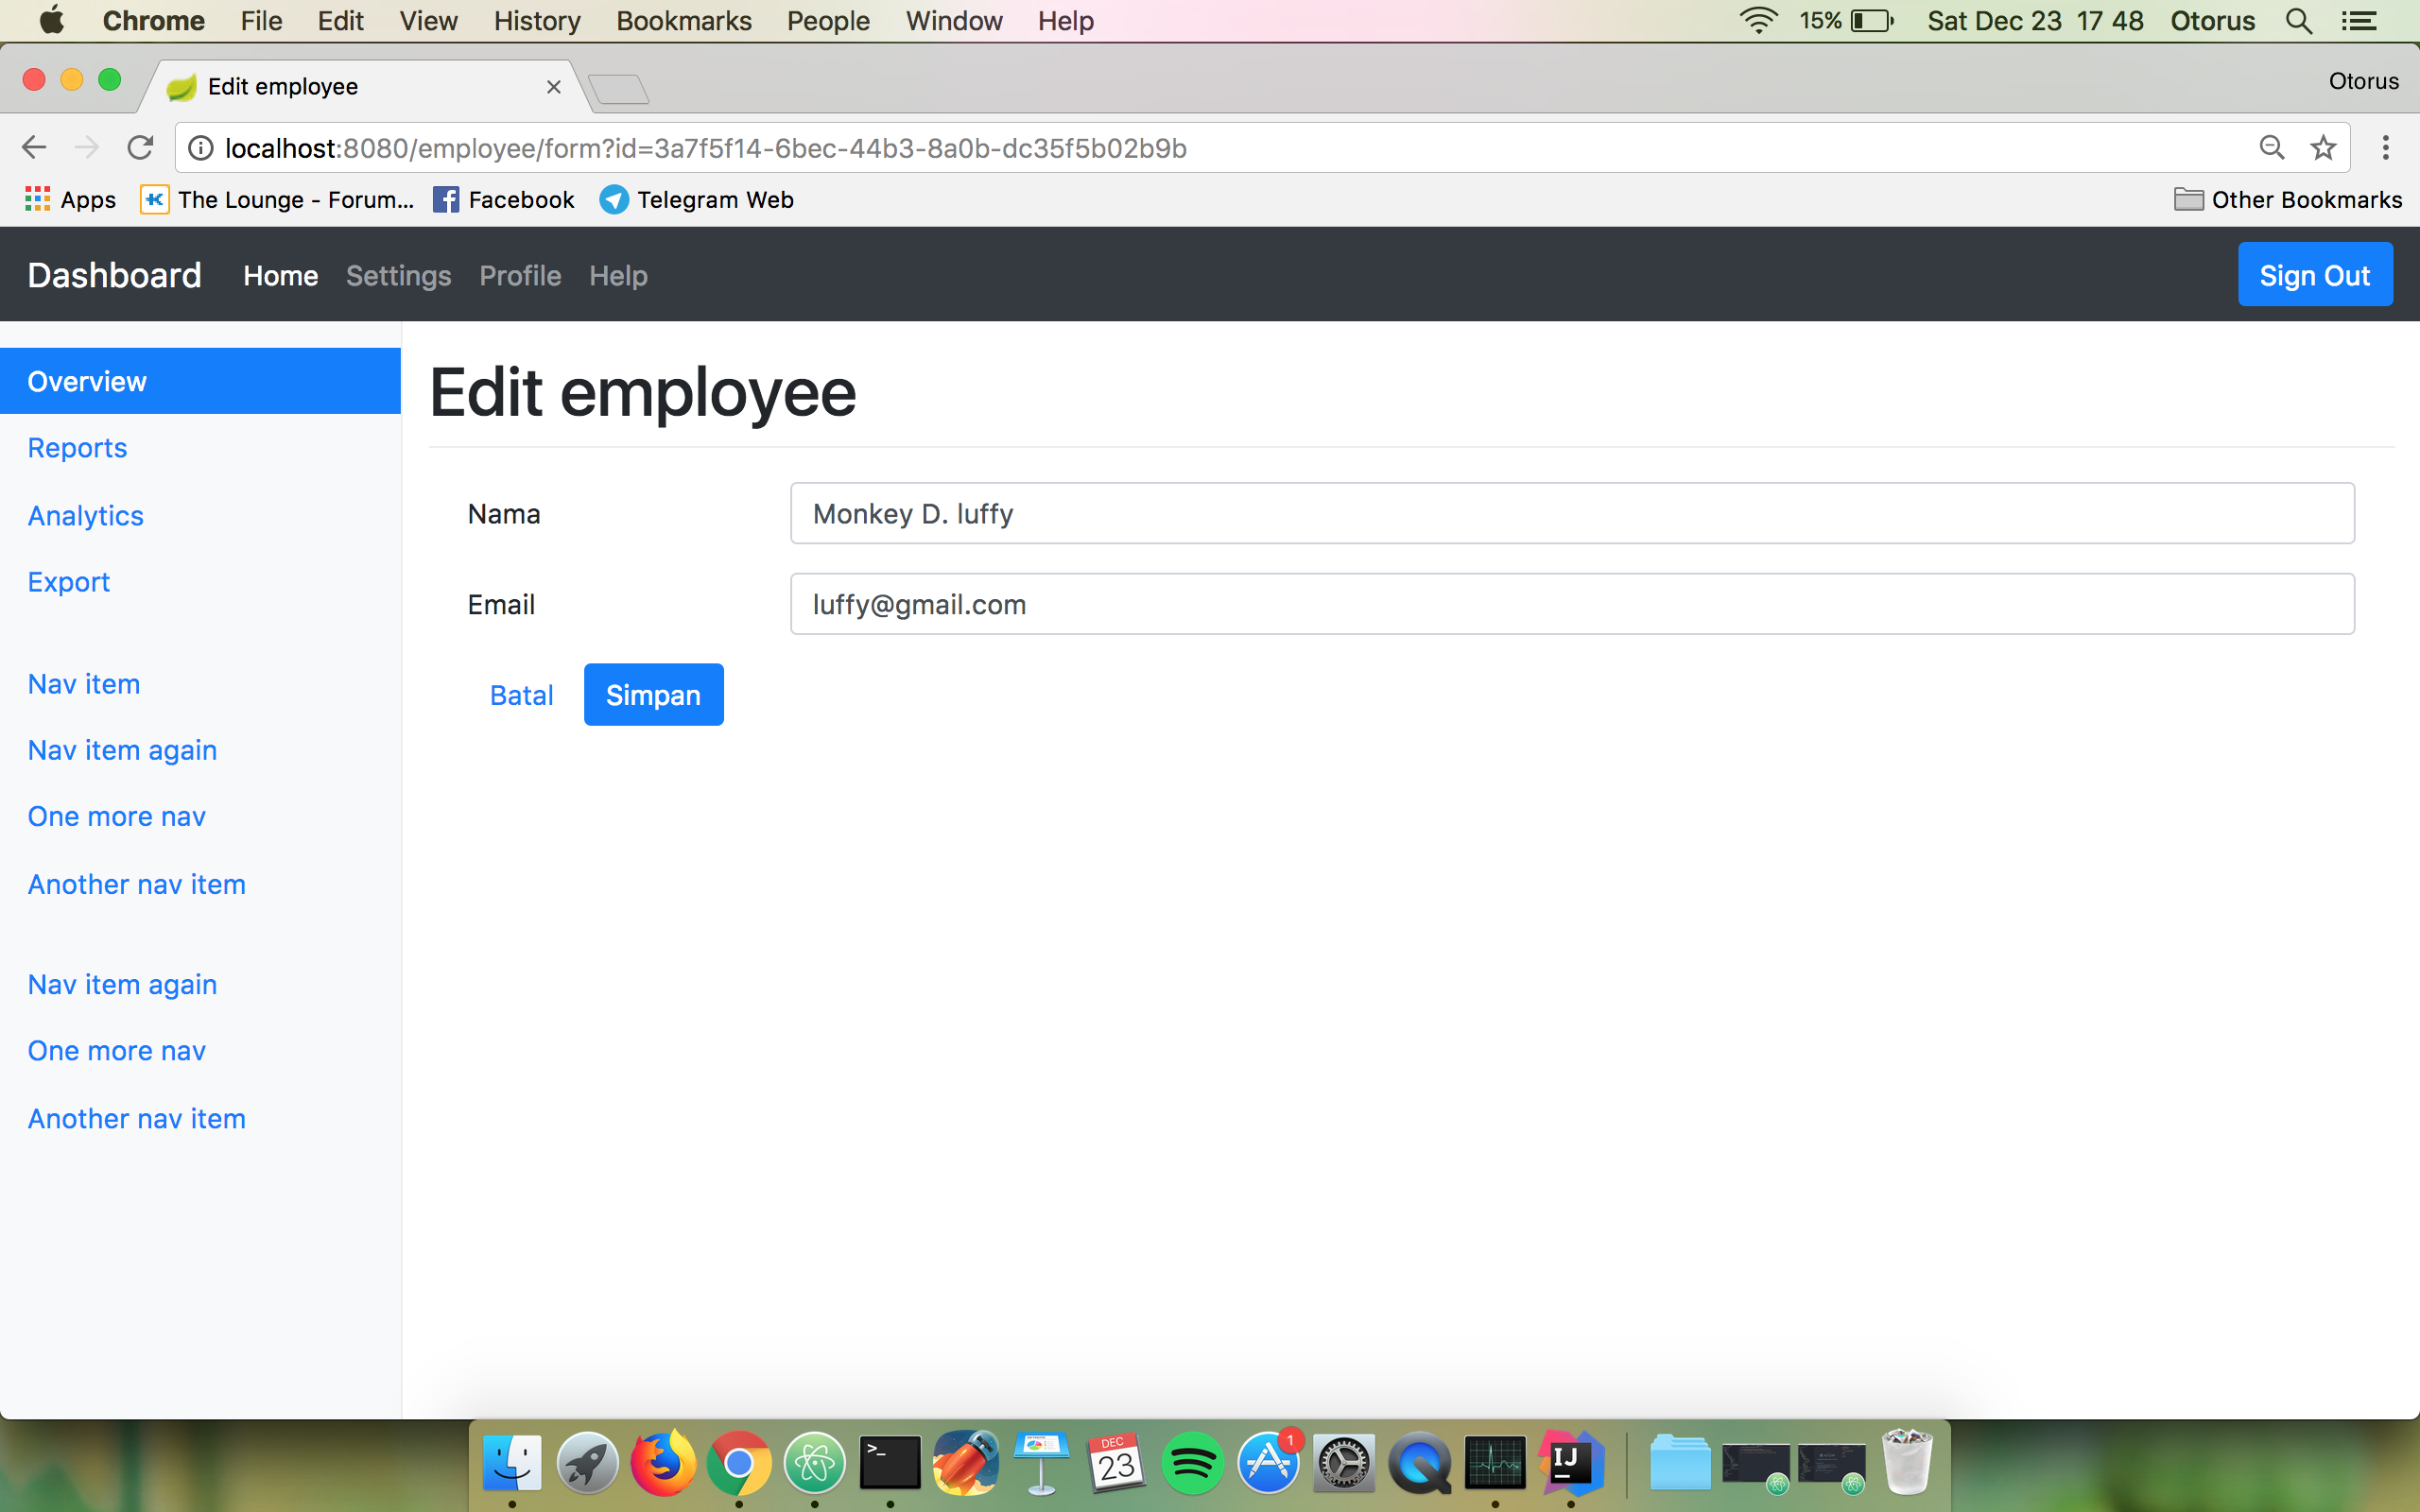 Chrome File Edit View History Bookmarks People Window Help 15% Sat Dec 23 17 48 Otorus
Edit employee Otorus
localhost:8080/employee/form?id=3a7f5f14-6bec-44b3-8a0b-dc35f5b02b9b
Apps The Lounge - Forum... Facebook Telegram Web Other Bookmarks
Dashboard Home Settings Profile Help Sign Out
Overview
Reports
Analytics
Export
Nav item
Nav item again
One more nav
Another nav item
Nav item again
One more nav
Another nav item
Edit employee
Nama Monkey D. luffy
Email luffy@gmail.com
Batal Simpan
>_ DEC 23 1 IJ